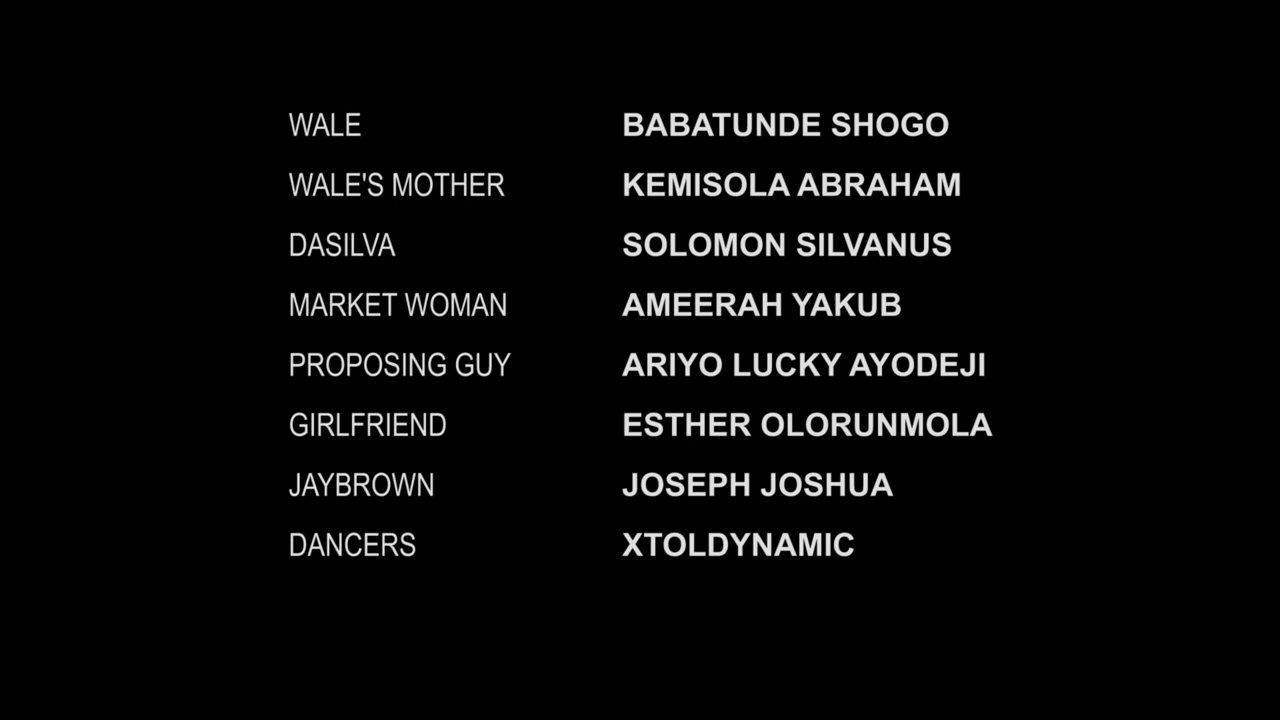 WALE BABATUNDE SHOGO
WALE'S MOTHER KEMISOLA ABRAHAM
DASILVA SOLOMON SILVANUS
MARKET WOMAN AMEERAH YAKUB
PROPOSING GUY ARIYO LUCKY AYODEJI
GIRLFRIEND ESTHER OLORUNMOLA
JAYBROWN JOSEPH JOSHUA
DANCERS XTOLDYNAMIC